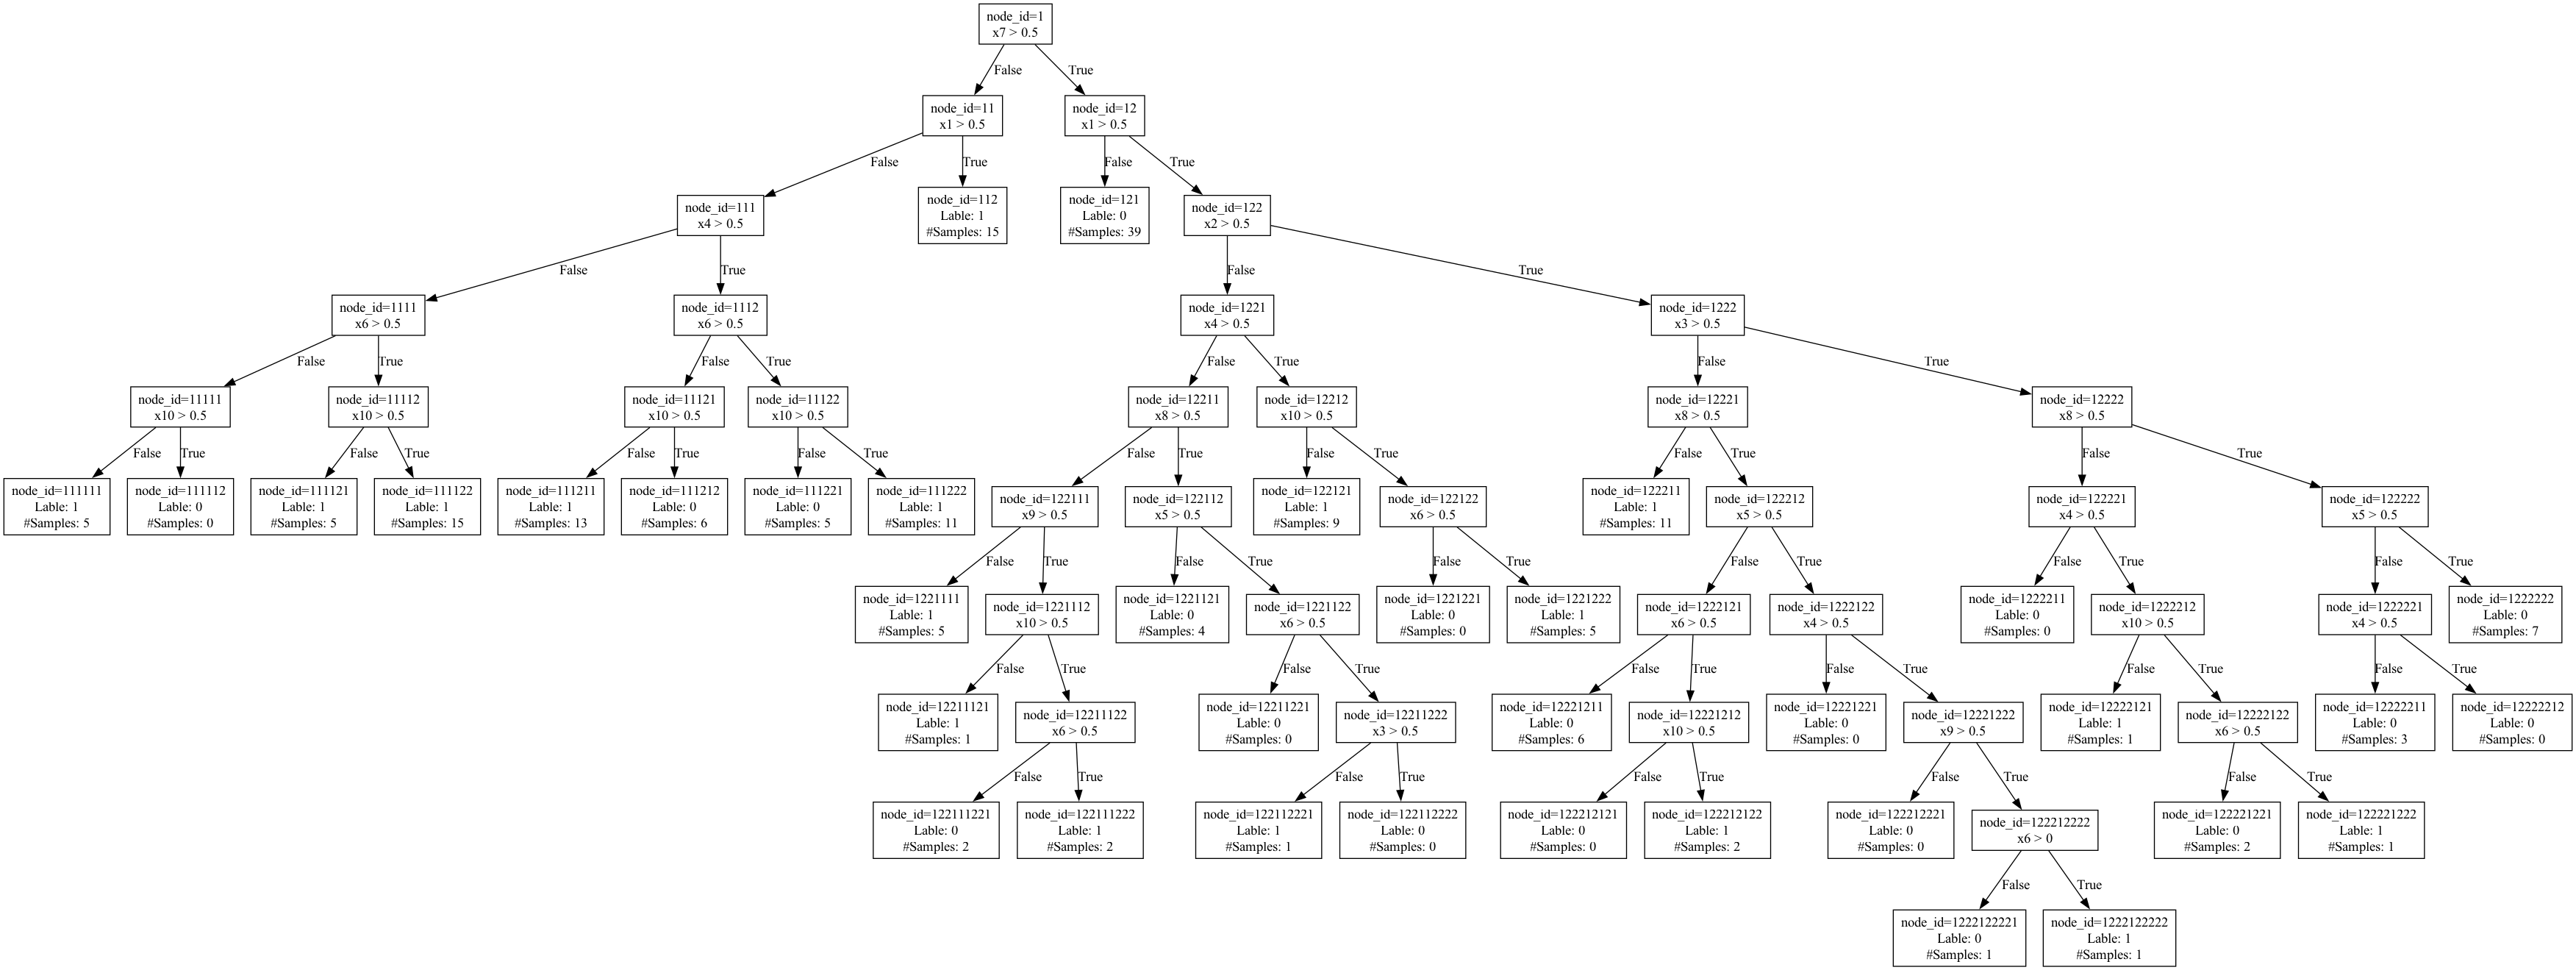 node_id=1
x7 > 0.5
False
True
node_id=11
x1 > 0.5
node_id=12
x1 > 0.5
False
True
False
True
node_id=111
x4 > 0.5
node_id=112
Lable: 1
#Samples: 15
node_id=121
Lable: 0
#Samples: 39
node_id=122
x2 > 0.5
False
True
False
True
node_id=1111
x6 > 0.5
node_id=1112
x6 > 0.5
node_id=1221
x4 > 0.5
node_id=1222
x3 > 0.5
False
True
False
True
False
True
False
True
node_id=11111
x10 > 0.5
node_id=11112
x10 > 0.5
node_id=11121
x10 > 0.5
node_id=11122
x10 > 0.5
node_id=12211
x8 > 0.5
node_id=12212
x10 > 0.5
node_id=12221
x8 > 0.5
node_id=12222
x8 > 0.5
False
True
False
True
False
True
False
True
False
True
False
True
False
True
False
True
node_id=111111
Lable: 1
#Samples: 5
node_id=111112
Lable: 0
#Samples: 0
node_id=111121
Lable: 1
#Samples: 5
node_id=111122
Lable: 1
#Samples: 15
node_id=111211
Lable: 1
#Samples: 13
node_id=111212
Lable: 0
#Samples: 6
node_id=111221
Lable: 0
#Samples: 5
node_id=111222
Lable: 1
#Samples: 11
node_id=122111
x9 > 0.5
node_id=122112
x5 > 0.5
node_id=122121
Lable: 1
#Samples: 9
node_id=122122
x6 > 0.5
node_id=122211
Lable: 1
#Samples: 11
node_id=122212
x5 > 0.5
node_id=122221
x4 > 0.5
node_id=122222
x5 > 0.5
False
True
False
True
False
True
False
True
False
True
False
True
node_id=1221111
Lable: 1
#Samples: 5
node_id=1221112
x10 > 0.5
node_id=1221121
Lable: 0
#Samples: 4
node_id=1221122
x6 > 0.5
node_id=1221221
Lable: 0
#Samples: 0
node_id=1221222
Lable: 1
#Samples: 5
node_id=1222121
x6 > 0.5
node_id=1222122
x4 > 0.5
node_id=1222211
Lable: 0
#Samples: 0
node_id=1222212
x10 > 0.5
node_id=1222221
x4 > 0.5
node_id=1222222
Lable: 0
#Samples: 7
False
True
False
True
False
True
False
True
False
True
False
True
node_id=12211121
Lable: 1
#Samples: 1
node_id=12211122
x6 > 0.5
node_id=12211221
Lable: 0
#Samples: 0
node_id=12211222
x3 > 0.5
node_id=12221211
Lable: 0
#Samples: 6
node_id=12221212
x10 > 0.5
node_id=12221221
Lable: 0
#Samples: 0
node_id=12221222
x9 > 0.5
node_id=12222121
Lable: 1
#Samples: 1
node_id=12222122
x6 > 0.5
node_id=12222211
Lable: 0
#Samples: 3
node_id=12222212
Lable: 0
#Samples: 0
False
True
False
True
False
True
False
True
False
True
node_id=122111221
Lable: 0
#Samples: 2
node_id=122111222
Lable: 1
#Samples: 2
node_id=122112221
Lable: 1
#Samples: 1
node_id=122112222
Lable: 0
#Samples: 0
node_id=122212121
Lable: 0
#Samples: 0
node_id=122212122
Lable: 1
#Samples: 2
node_id=122212221
Lable: 0
#Samples: 0
node_id=122212222
x6 > 0
node_id=122221221
Lable: 0
#Samples: 2
node_id=122221222
Lable: 1
#Samples: 1
False
True
node_id=1222122221
Lable: 0
#Samples: 1
node_id=1222122222
Lable: 1
#Samples: 1